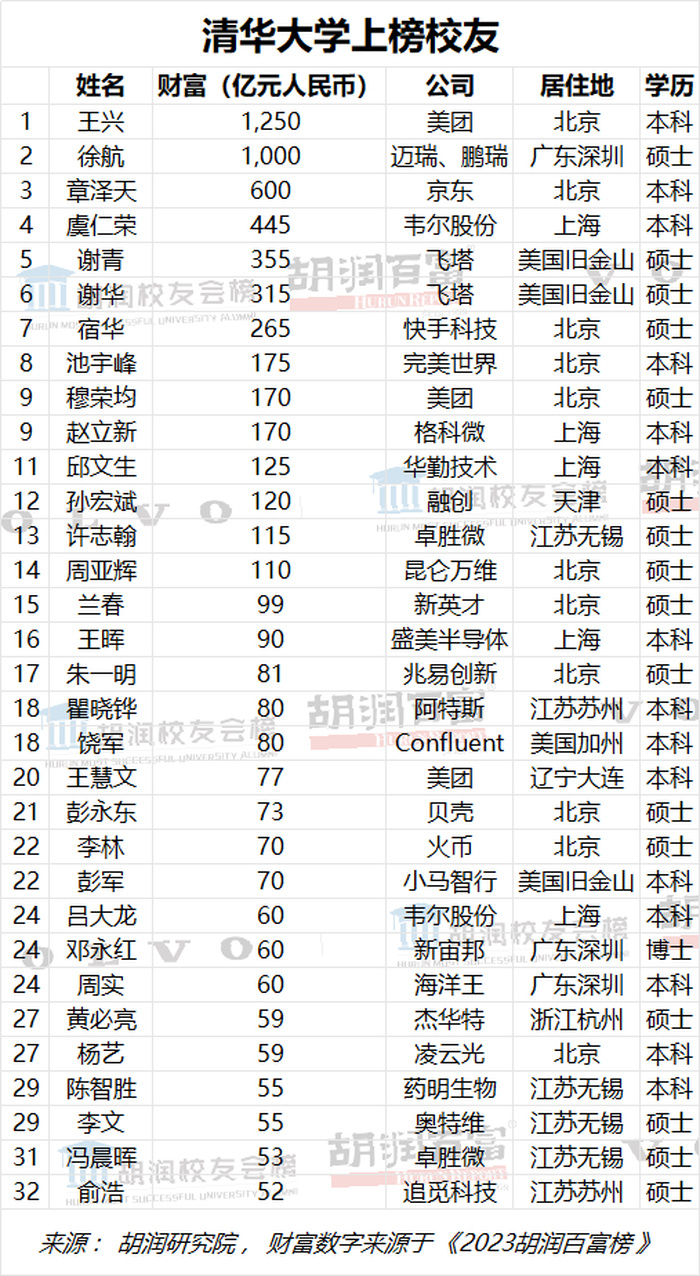 清华大学上榜校友
姓名 财富（亿元人民币） 公司 居住地 学历
1 王兴 1,250 美团 北京 本科
2 徐航 1,000 迈瑞、鹏瑞 广东深圳 硕士
3 章泽天 600 京东 北京 本科
4 虞仁荣 445 韦尔股份 上海 本科
5 谢青 355 飞塔 美国旧金山 硕士
6 谢华 315 飞塔 美国旧金山 硕士
7 宿华 265 快手科技 北京 硕士
8 池宇峰 175 完美世界 北京 本科
9 穆荣均 170 美团 北京 硕士
9 赵立新 170 格科微 上海 本科
11 邱文生 125 华勤技术 上海 本科
12 孙宏斌 120 融创 天津 硕士
13 许志翰 115 卓胜微 江苏无锡 硕士
14 周亚辉 110 昆仑万维 北京 硕士
15 兰春 99 新英才 北京 硕士
16 王晖 90 盛美半导体 上海 本科
17 朱一明 81 兆易创新 北京 硕士
18 瞿晓铧 80 阿特斯 江苏苏州 本科
18 饶军 80 Confluent 美国加州 本科
20 王慧文 77 美团 辽宁大连 本科
21 彭永东 73 贝壳 北京 硕士
22 李林 70 火币 北京 硕士
22 彭军 70 小马智行 美国旧金山 本科
24 吕大龙 60 韦尔股份 上海 本科
24 邓永红 60 新宙邦 广东深圳 博士
24 周实 60 海洋王 广东深圳 本科
27 黄必亮 59 杰华特 浙江杭州 硕士
27 杨艺 59 凌云光 北京 本科
29 陈智胜 55 药明生物 江苏无锡 本科
29 李文 55 奥特维 江苏无锡 硕士
31 冯晨晖 53 卓胜微 江苏无锡 硕士
32 俞浩 52 追觅科技 江苏苏州 硕士
来源：胡润研究院，财富数字来源于《2023胡润百富榜》
胡润校友会榜
HURUN MOST SUCCESSFUL UNIVERSITY ALUMNI
胡润百富
HURUN REPORT
VOLVO